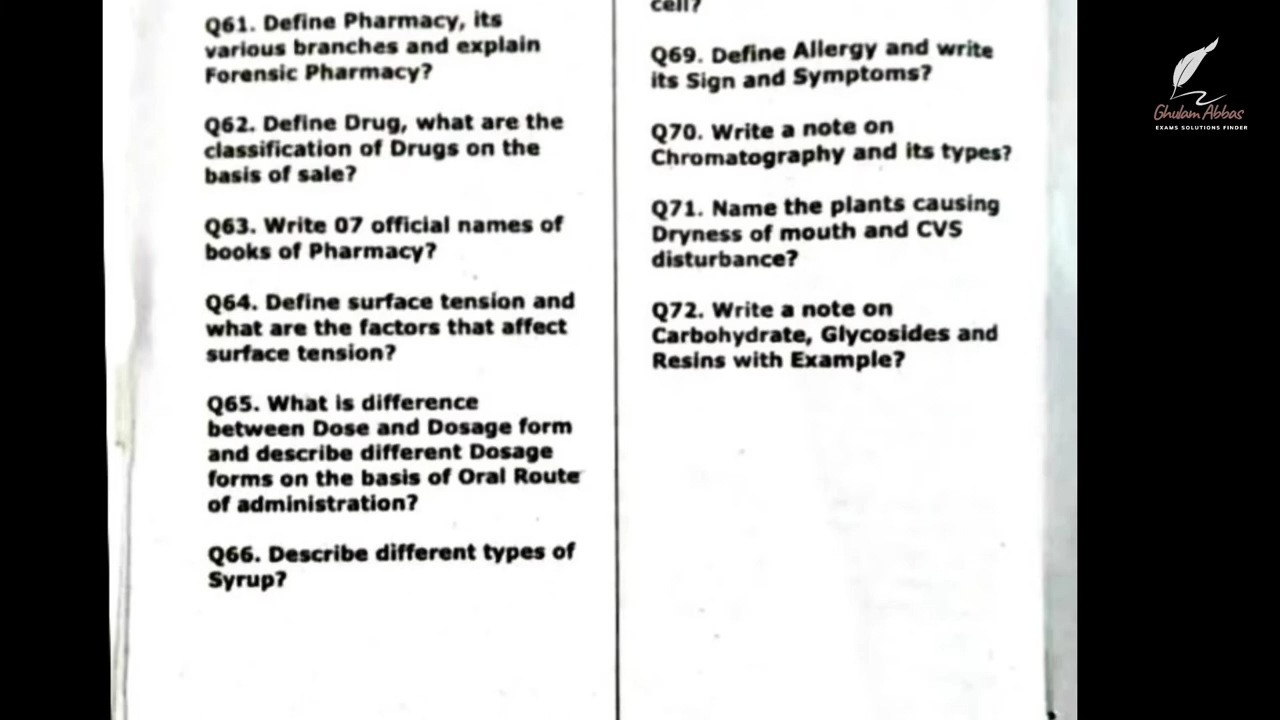 Q61. Define Pharmacy, its
various branches and explain
Forensic Pharmacy?
Q62. Define Drug, what are the
classification of Drugs on the
basis of sale?
Q63. Write 07 official names of
books of Pharmacy?
Q64. Define surface tension and
what are the factors that affect
surface tension?
Q65. What is difference
between Dose and Dosage form
and describe different Dosage
forms on the basis of Oral Route
of administration?
Q66. Describe different types of
Syrup?
cell?
Q69. Define Allergy and write
its Sign and Symptoms?
Q70. Write a note on
Chromatography and its types?
Q71. Name the plants causing
Dryness of mouth and CVS
disturbance?
Q72. Write a note on
Carbohydrate, Glycosides and
Resins with Example?
Ghulam Abbas
EXAMS SOLUTIONS FINDER